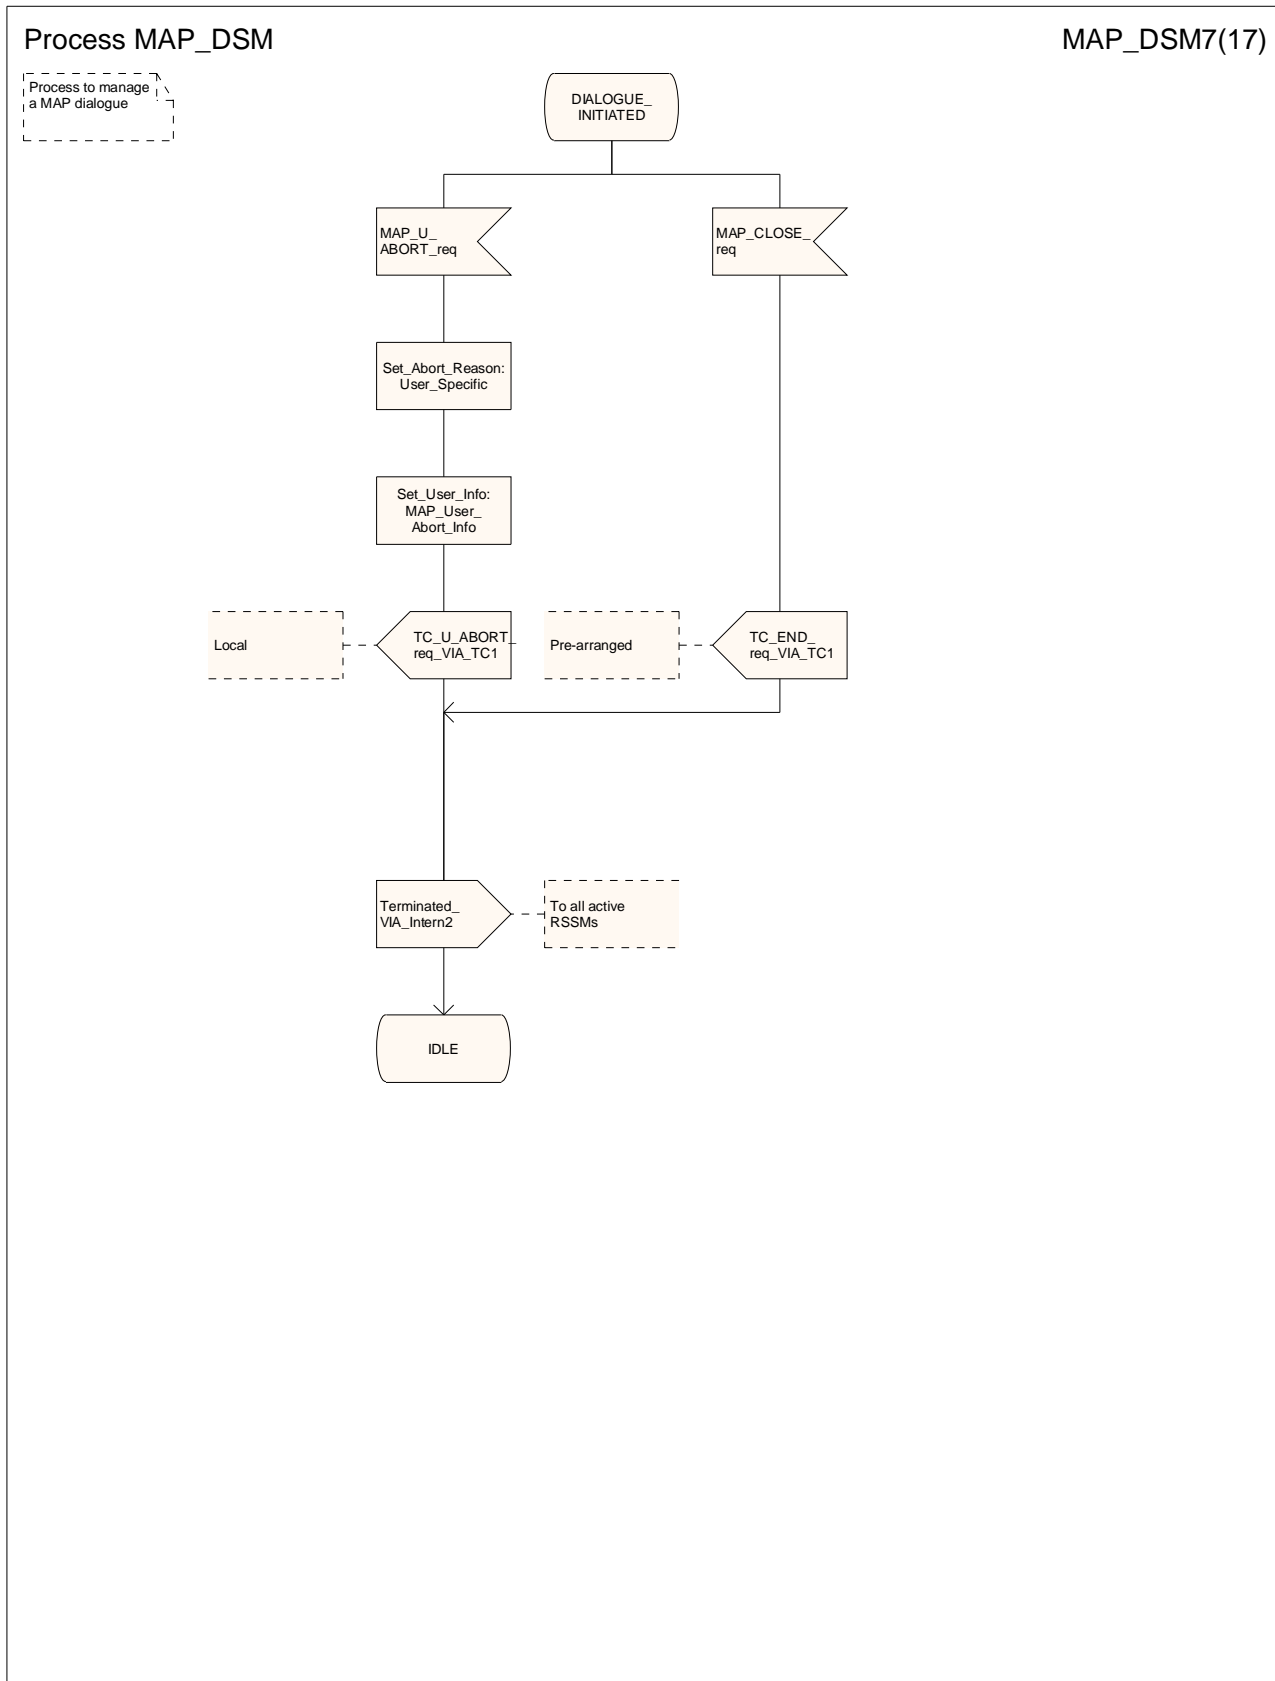 Process MAP_DSM
MAP_DSM7(17)
Process to manage
a MAP dialogue
DIALOGUE_
INITIATED
MAP_U_
ABORT_req
MAP_CLOSE_
req
Set_Abort_Reason:
User_Specific
Set_User_Info:
MAP_User_
Abort_Info
Local
TC_U_ABORT_
req_VIA_TC1
Pre-arranged
TC_END_
req_VIA_TC1
Terminated_
VIA_Intern2
To all active
RSSMs
IDLE